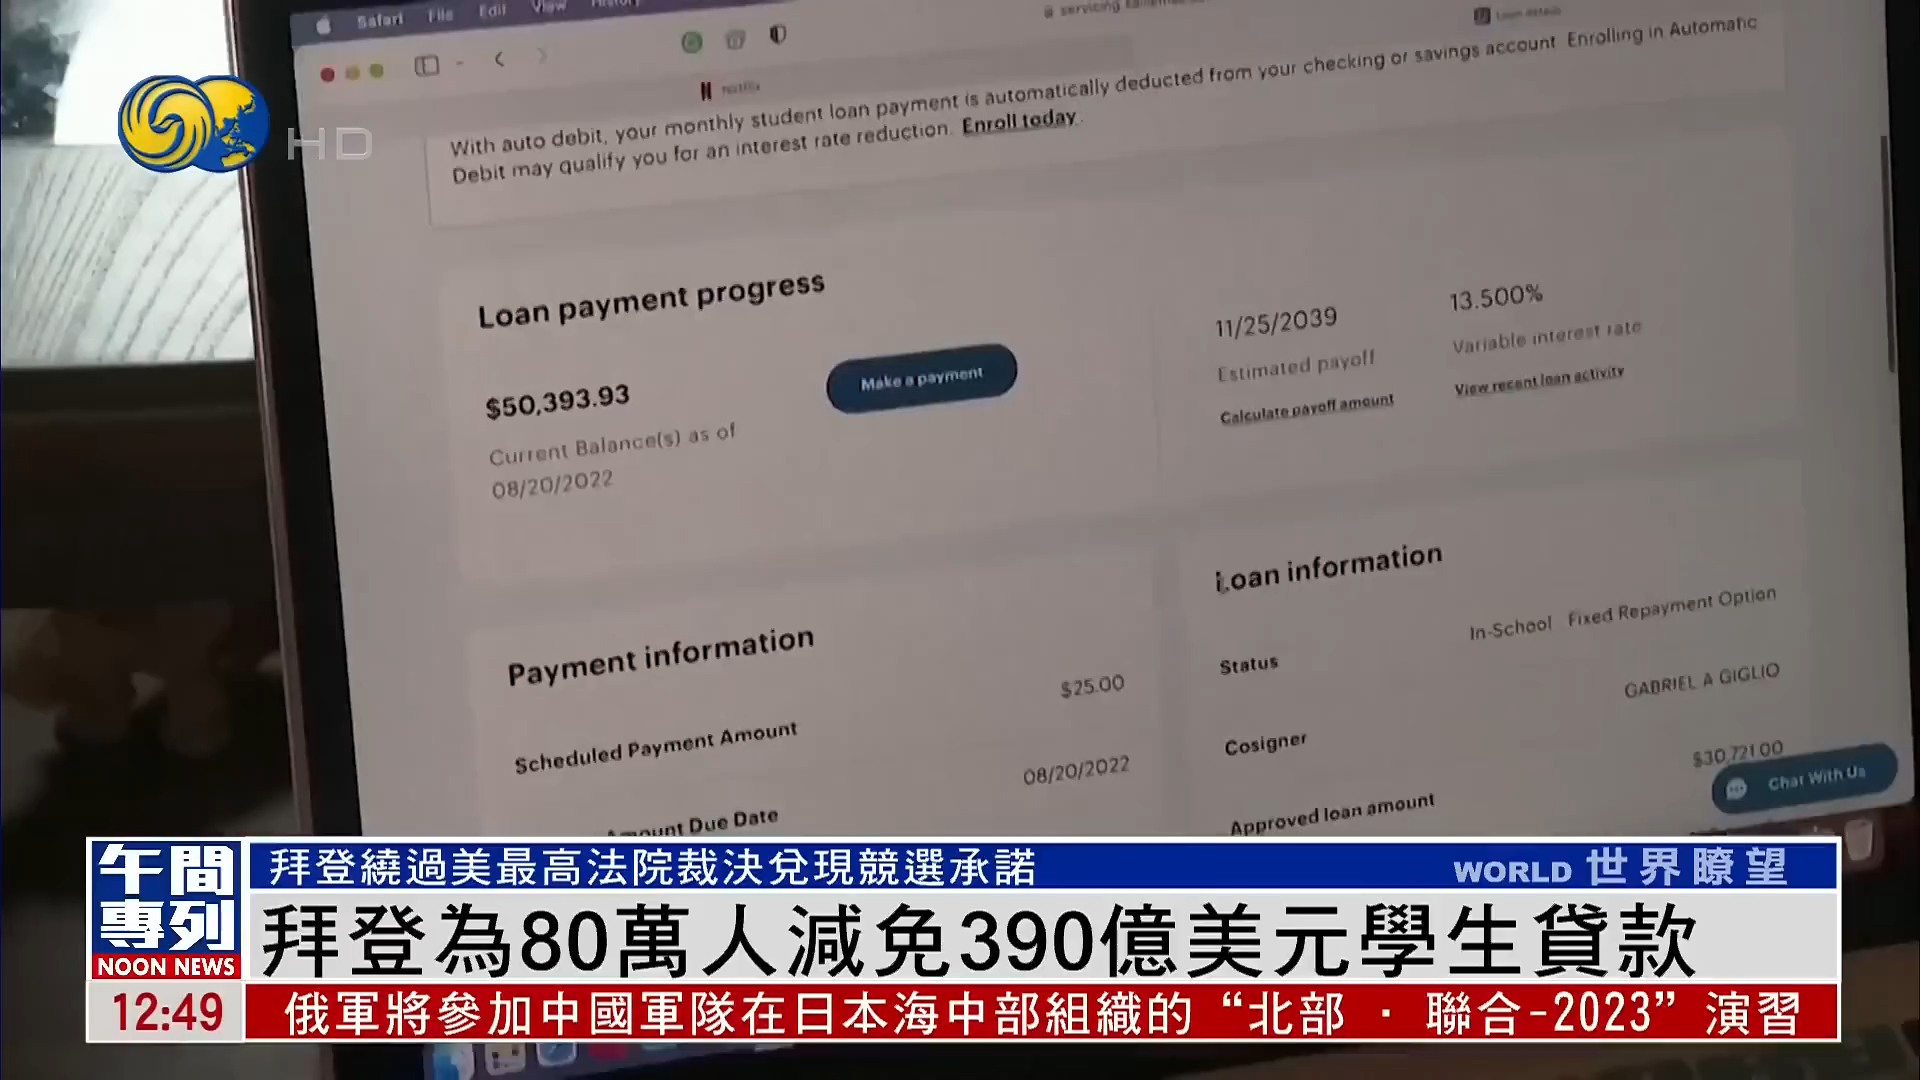 Safari File Edit View History
servicing
Loan details
Netflix
With auto debit, your monthly student loan payment is automatically deducted from your checking or savings account Enrolling in Automatic
Debit may qualify you for an interest rate reduction. Enroll today.
HD
Loan payment progress
$50,393.93
Current Balance(s) as of
08/20/2022
Make a payment
11/25/2039
Estimated payoff
Calculate payoff amount
13.500%
Variable interest rate
View recent loan activity
Payment information
Scheduled Payment Amount
$25.00
Amount Due Date
08/20/2022
Loan information
Status
In-School Fixed Repayment Option
Cosigner
GABRIEL A GIGLIO
Approved loan amount
$30,721.00
Chat With Us
午間
專列
NOON NEWS
12:49
拜登繞過美最高法院裁決兌現競選承諾
WORLD 世界瞭望
拜登為80萬人減免390億美元學生貸款
俄軍將參加中國軍隊在日本海中部組織的“北部·聯合-2023”演習